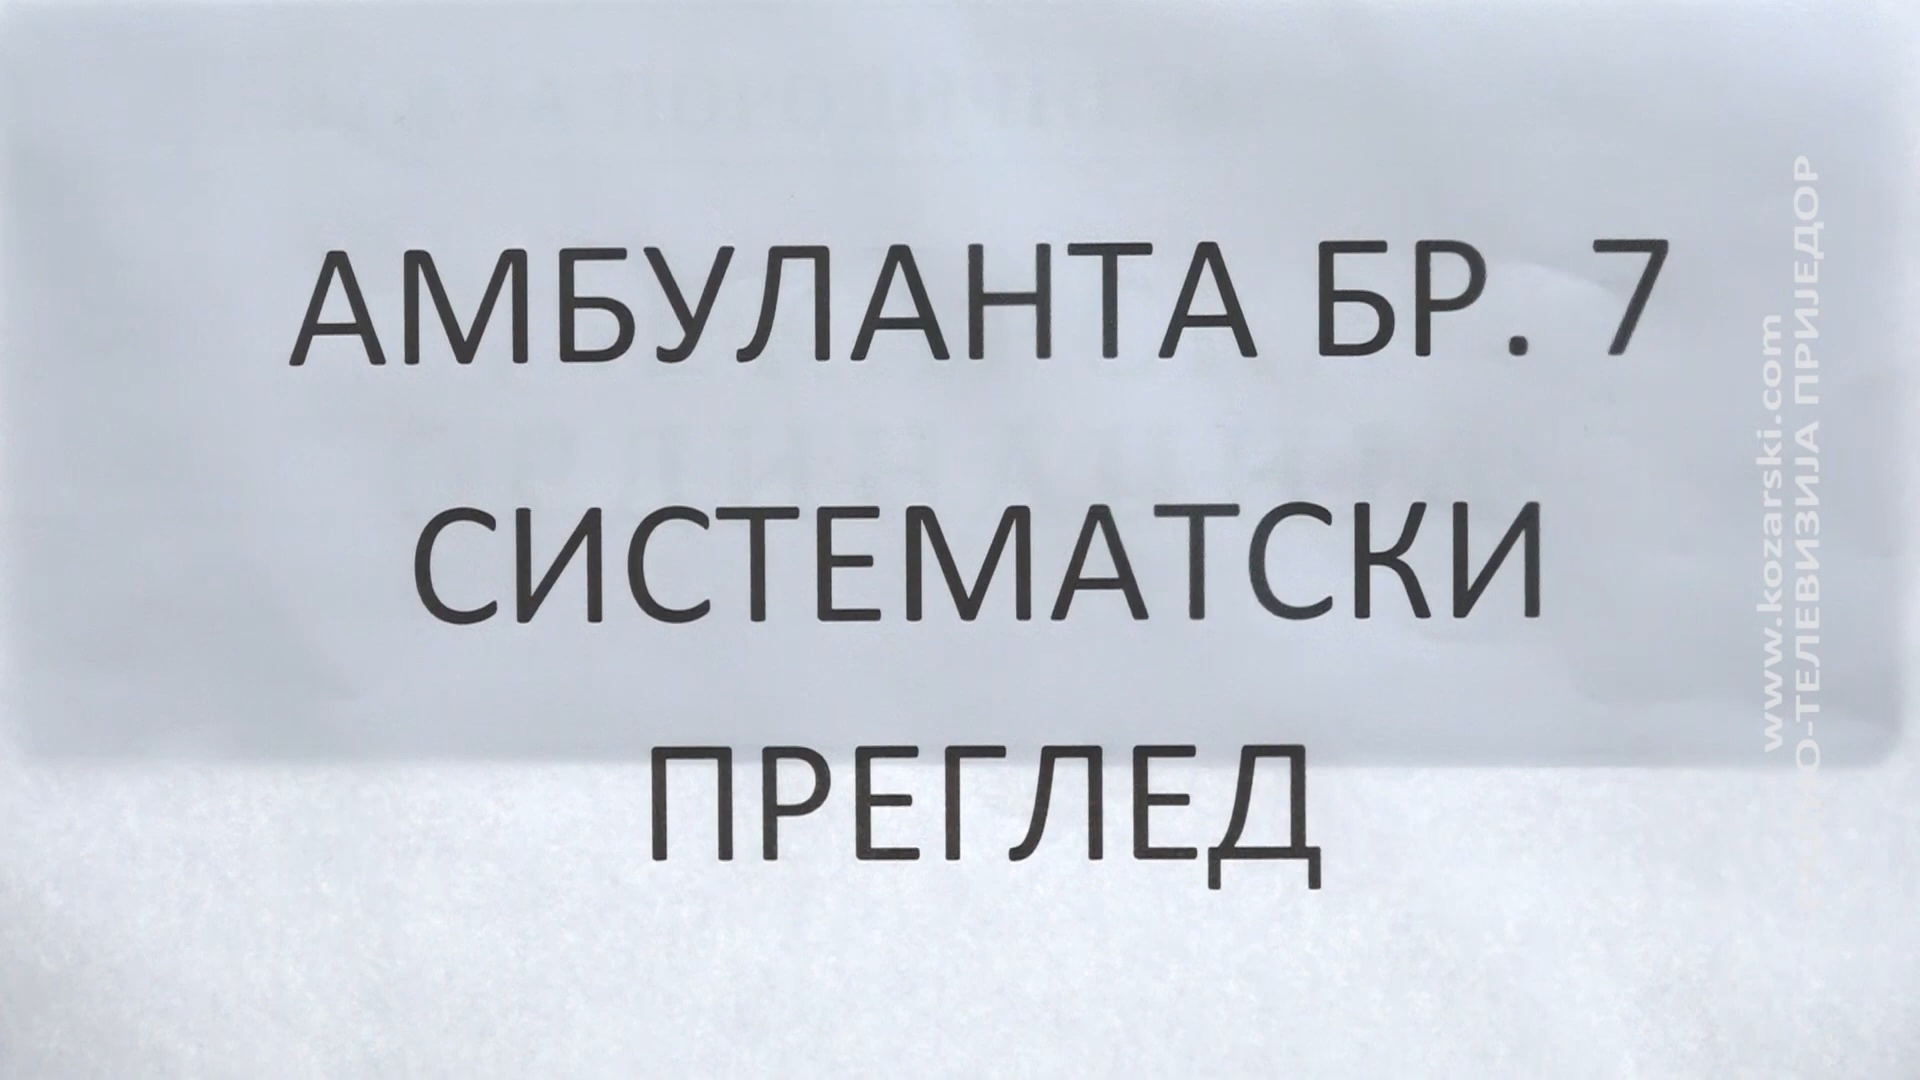 АМБУЛАНТА БР. 7
СИСТЕМАТСКИ
ПРЕГЛЕД
www.kozarski.com
О-ТЕЛЕВИЗИЈА ПРИЈЕДОР